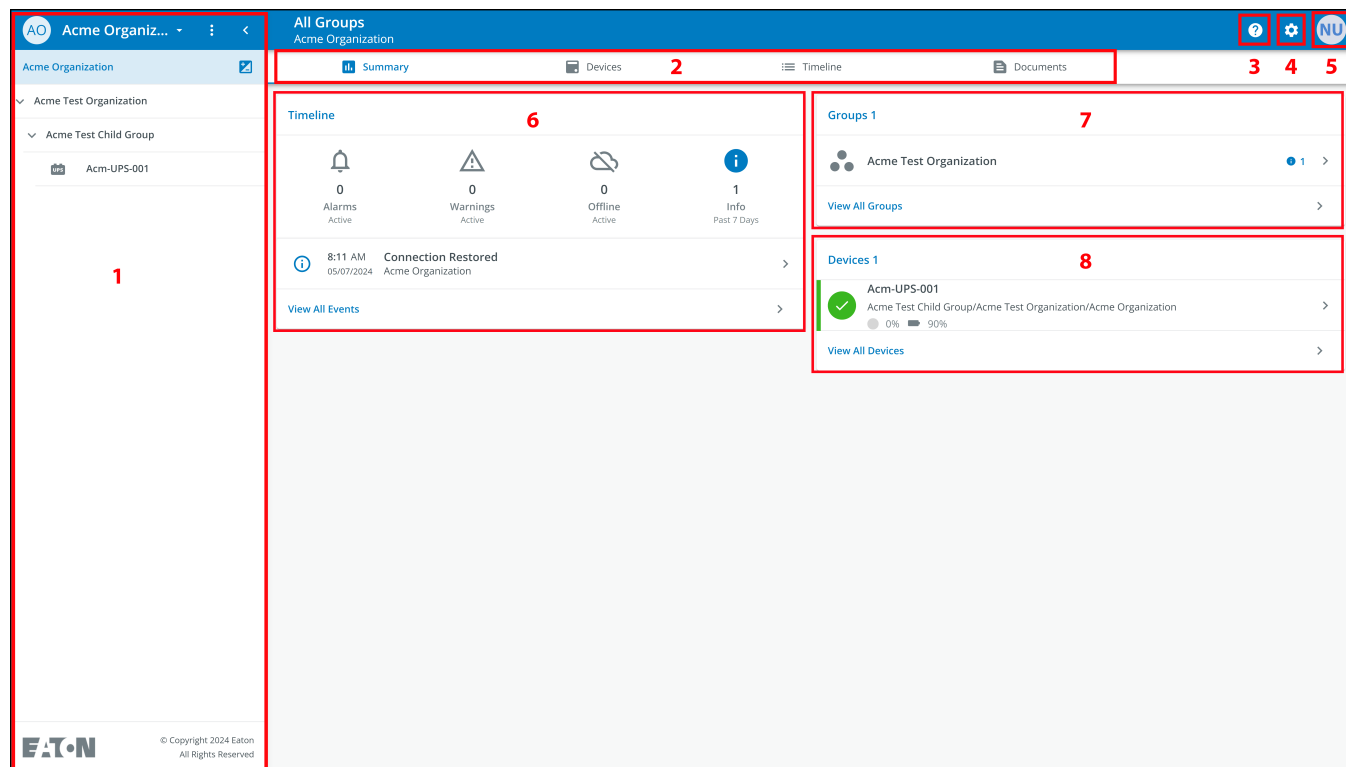 AO Acme Organiz...
All Groups
Acme Organization
NU
Acme Organization
Summary
Devices
2
Timeline
Documents
3
4
5
Acme Test Organization
Acme Test Child Group
UPS Acm-UPS-001
1
Timeline
6
0
Alarms
Active
0
Warnings
Active
0
Offline
Active
1
Info
Past 7 Days
8:11 AM Connection Restored
05/07/2024 Acme Organization
View All Events
Groups 1
7
Acme Test Organization
1
View All Groups
Devices 1
8
Acm-UPS-001
Acme Test Child Group/Acme Test Organization/Acme Organization
0% 90%
View All Devices
EATON
© Copyright 2024 Eaton
All Rights Reserved